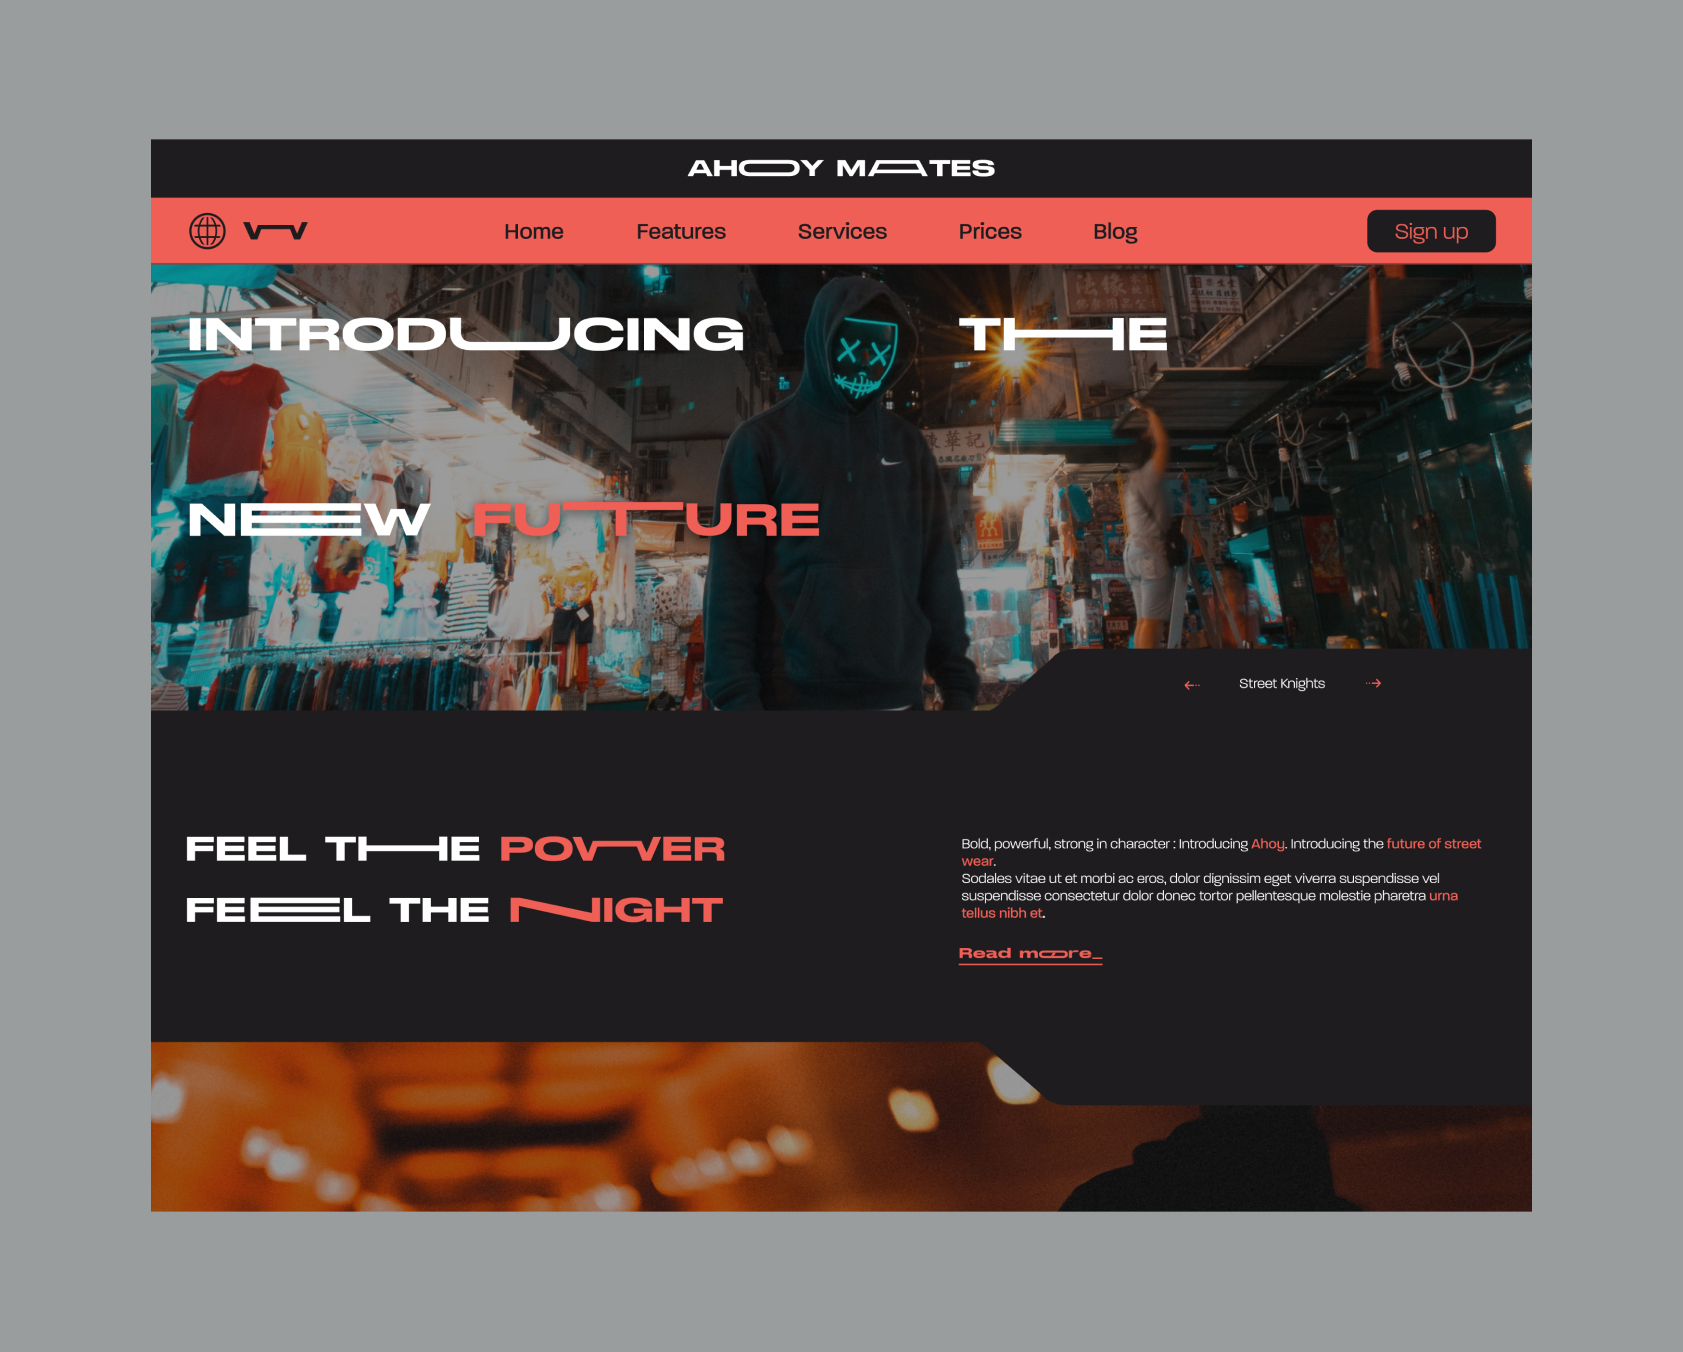 AHOY MATES
W
Home Features Services Prices Blog Sign up
INTRODUCING THE
NEW FUTURE
Street Knights
FEEL THE POWER
FEEL THE NIGHT
Bold, powerful, strong in character : Introducing Ahoy. Introducing the future of street
wear.
Sodales vitae ut et morbi ac eros, dolor dignissim eget viverra suspendisse vel
suspendisse consectetur dolor donec tortor pellentesque molestie pharetra urna
tellus nibh et.
Read more_